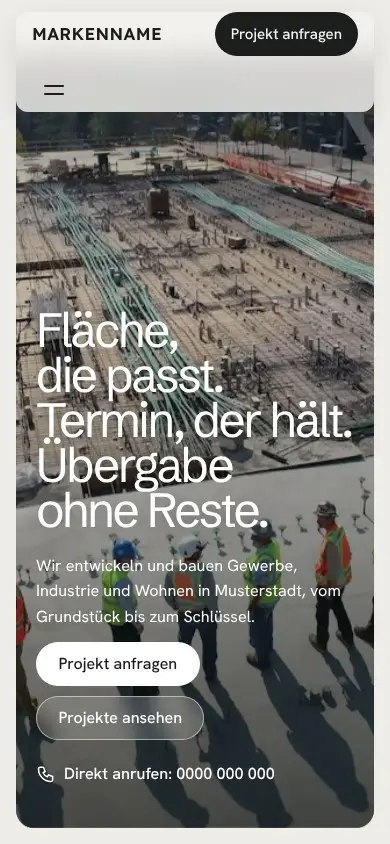 MARKENNAME
Projekt anfragen
Fläche,
die passt.
Termin, der hält.
Übergabe
ohne Reste.
Wir entwickeln und bauen Gewerbe,
Industrie und Wohnen in Musterstadt, vom
Grundstück bis zum Schlüssel.
Projekt anfragen
Projekte ansehen
Direkt anrufen: 0000 000 000